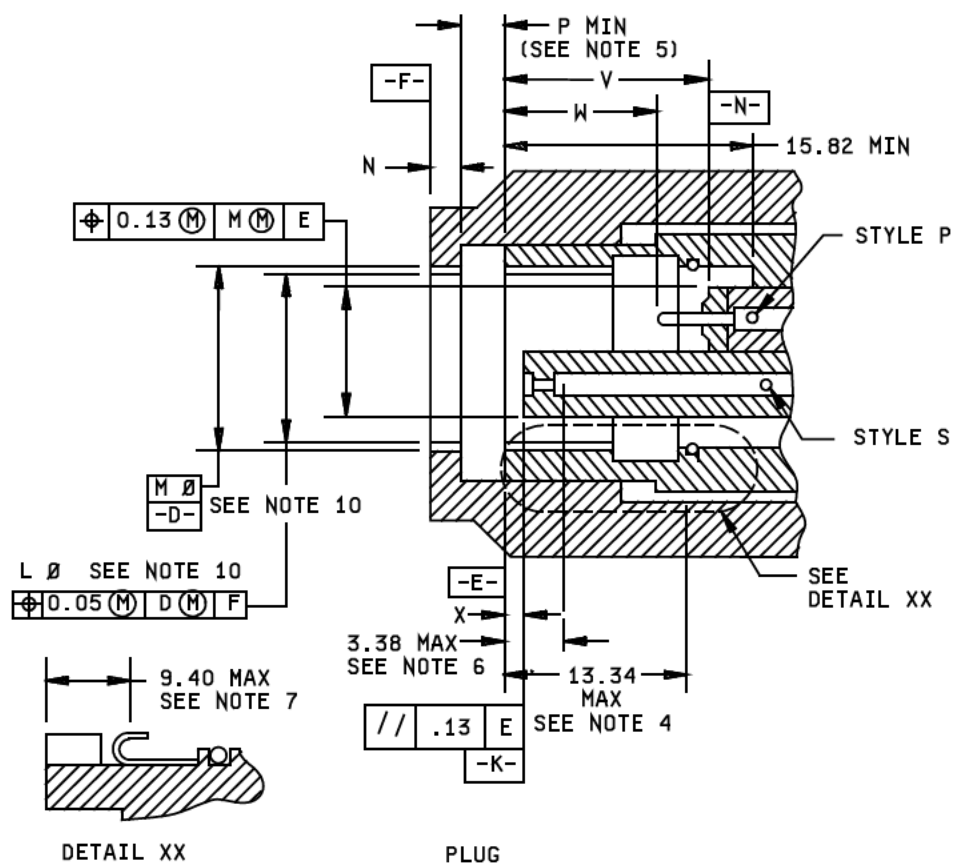 P MIN
(SEE NOTE 5)
-F-
V
-N-
W
15.82 MIN
N
⌖ 0.13 Ⓜ M Ⓜ E
STYLE P
STYLE S
M Ø
-D-
SEE NOTE 10
L Ø SEE NOTE 10
⌖ 0.05 Ⓜ D Ⓜ F
-E-
SEE
DETAIL XX
X
3.38 MAX
SEE NOTE 6
13.34
MAX
SEE NOTE 4
9.40 MAX
SEE NOTE 7
// .13 E
-K-
DETAIL XX
PLUG